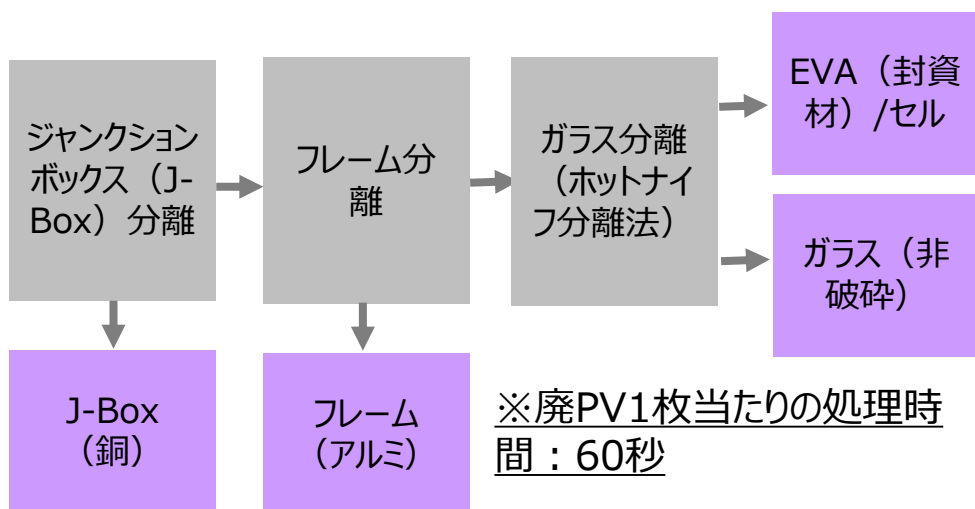 ジャンクション
ボックス（J-
Box）分離
フレーム分
離
ガラス分離
（ホットナイ
フ分離法）
EVA（封資
材）/セル
ガラス（非
破砕）
J-Box
（銅）
フレーム
（アルミ）
※廃PV1枚当たりの処理時
間：60秒